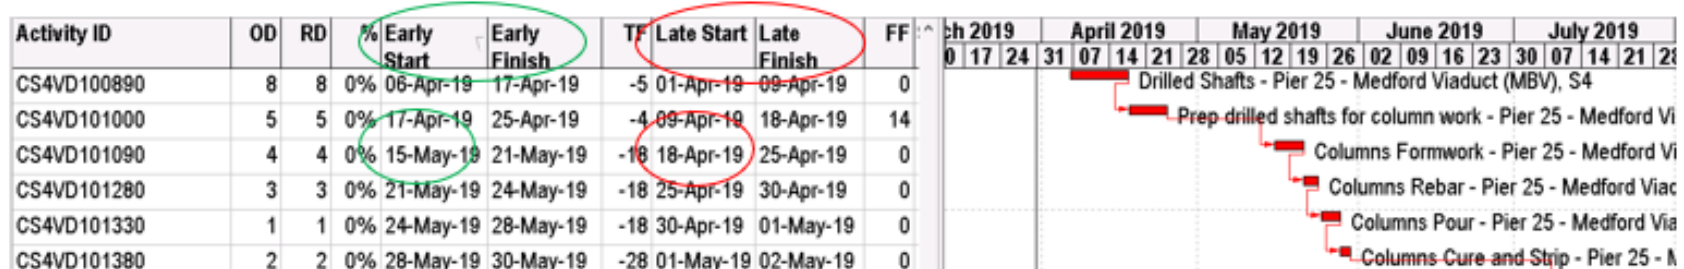 Activity ID OD RD % Early Start Early Finish TF Late Start Late Finish FF
CS4VD100890 8 8 0% 06-Apr-19 17-Apr-19 -5 01-Apr-19 09-Apr-19 0
CS4VD101000 5 5 0% 17-Apr-19 25-Apr-19 -4 09-Apr-19 18-Apr-19 14
CS4VD101090 4 4 0% 15-May-19 21-May-19 -18 18-Apr-19 25-Apr-19 0
CS4VD101280 3 3 0% 21-May-19 24-May-19 -18 25-Apr-19 30-Apr-19 0
CS4VD101330 1 1 0% 24-May-19 28-May-19 -18 30-Apr-19 01-May-19 0
CS4VD101380 2 2 0% 28-May-19 30-May-19 -28 01-May-19 02-May-19 0
ch 2019 April 2019 May 2019 June 2019 July 2019
0 17 24 31 07 14 21 28 05 12 19 26 02 09 16 23 30 07 14 21 28
Drilled Shafts - Pier 25 - Medford Viaduct (MBV), S4
Prep drilled shafts for column work - Pier 25 - Medford Vi
Columns Formwork - Pier 25 - Medford Vi
Columns Rebar - Pier 25 - Medford Viad
Columns Pour - Pier 25 - Medford Via
Columns Cure and Strip - Pier 25 - M